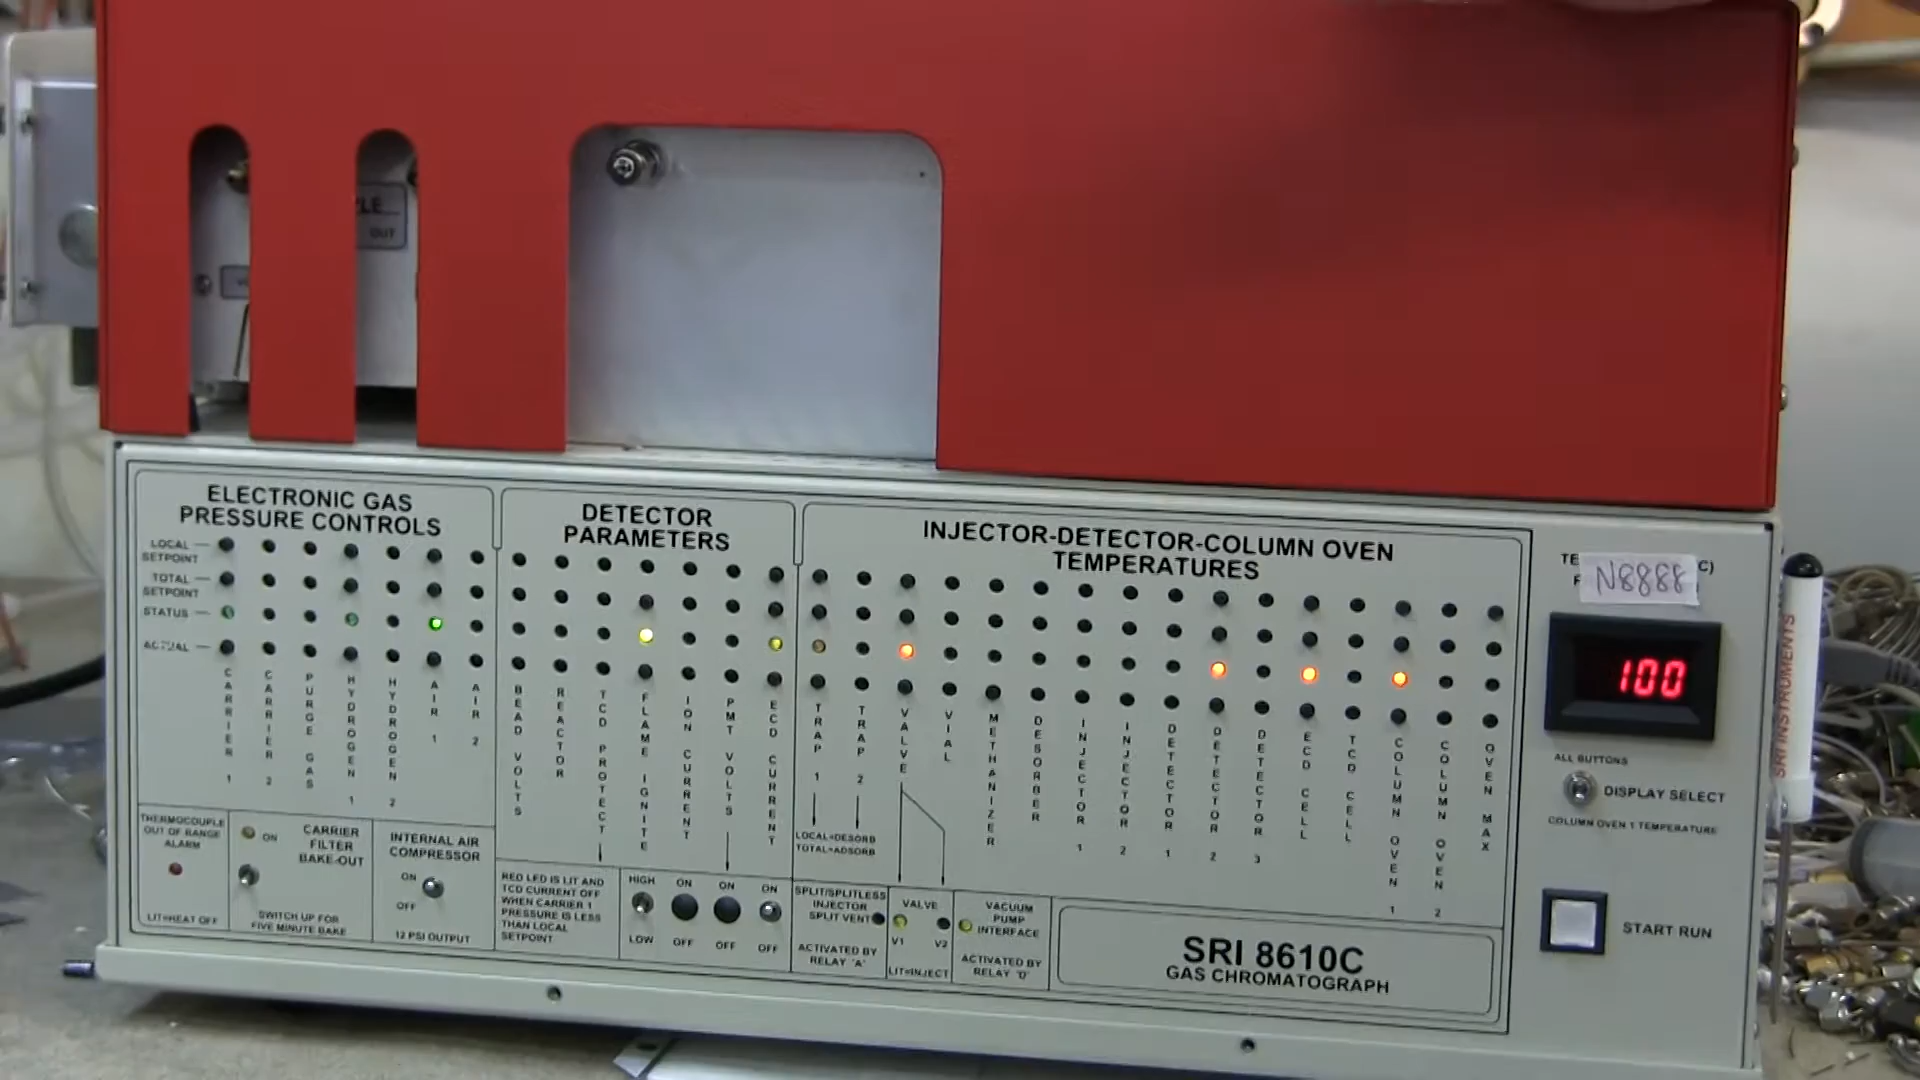 LE
OUT
ELECTRONIC GAS
PRESSURE CONTROLS
LOCAL
SETPOINT
TOTAL
SETPOINT
STATUS
ACTUAL
CARRIER 1
CARRIER 2
PURGE GAS
HYDROGEN 1
HYDROGEN 2
AIR 1
AIR 2
DETECTOR
PARAMETERS
BEAD VOLTS
REACTOR
TCD PROTECT
FLAME IGNITE
ION CURRENT
PMT VOLTS
ECD CURRENT
INJECTOR-DETECTOR-COLUMN OVEN
TEMPERATURES
TRAP 1
TRAP 2
VALVE
VIAL
METHANIZER
DESORBER
INJECTOR 1
INJECTOR 2
DETECTOR 1
DETECTOR 2
DETECTOR 3
ECD CELL
TCD CELL
COLUMN OVEN 1
COLUMN OVEN 2
OVEN MAX
LOCAL=DESORB
TOTAL=ADSORB
THERMOCOUPLE
OUT OF RANGE
ALARM
LIT=HEAT OFF
ON
CARRIER
FILTER
BAKE-OUT
SWITCH UP FOR
FIVE MINUTE BAKE
INTERNAL AIR
COMPRESSOR
ON
OFF
12 PSI OUTPUT
RED LED IS LIT AND
TCD CURRENT OFF
WHEN CARRIER 1
PRESSURE IS LESS
THAN LOCAL
SETPOINT
HIGH
LOW
ON
OFF
ON
OFF
ON
OFF
SPLIT/SPLITLESS
INJECTOR
SPLIT VENT
ACTIVATED BY
RELAY "A"
VALVE
V1
V2
LIT=INJECT
VACUUM
PUMP
INTERFACE
ACTIVATED BY
RELAY "D"
SRI 8610C
GAS CHROMATOGRAPH
N8888
100
ALL BUTTONS
DISPLAY SELECT
COLUMN OVEN 1 TEMPERATURE
START RUN
SRI INSTRUMENTS